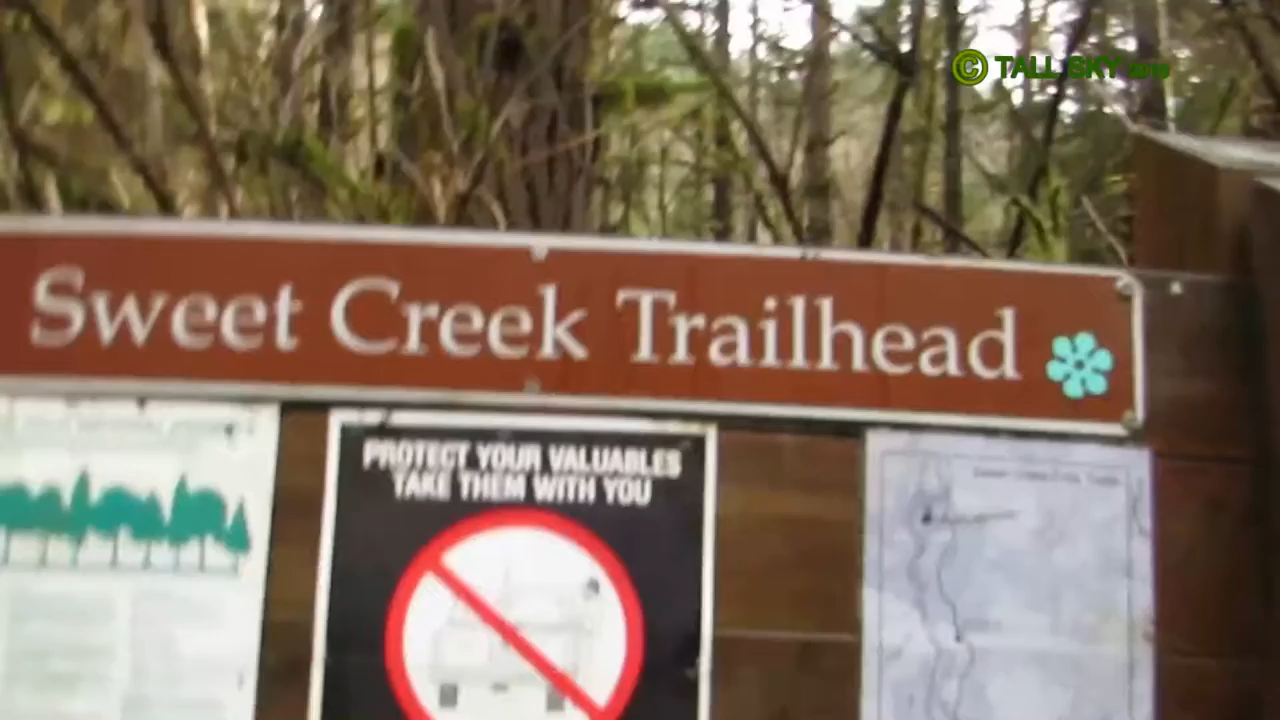 © TALL SKY
Sweet Creek Trailhead
PROTECT YOUR VALUABLES
TAKE THEM WITH YOU